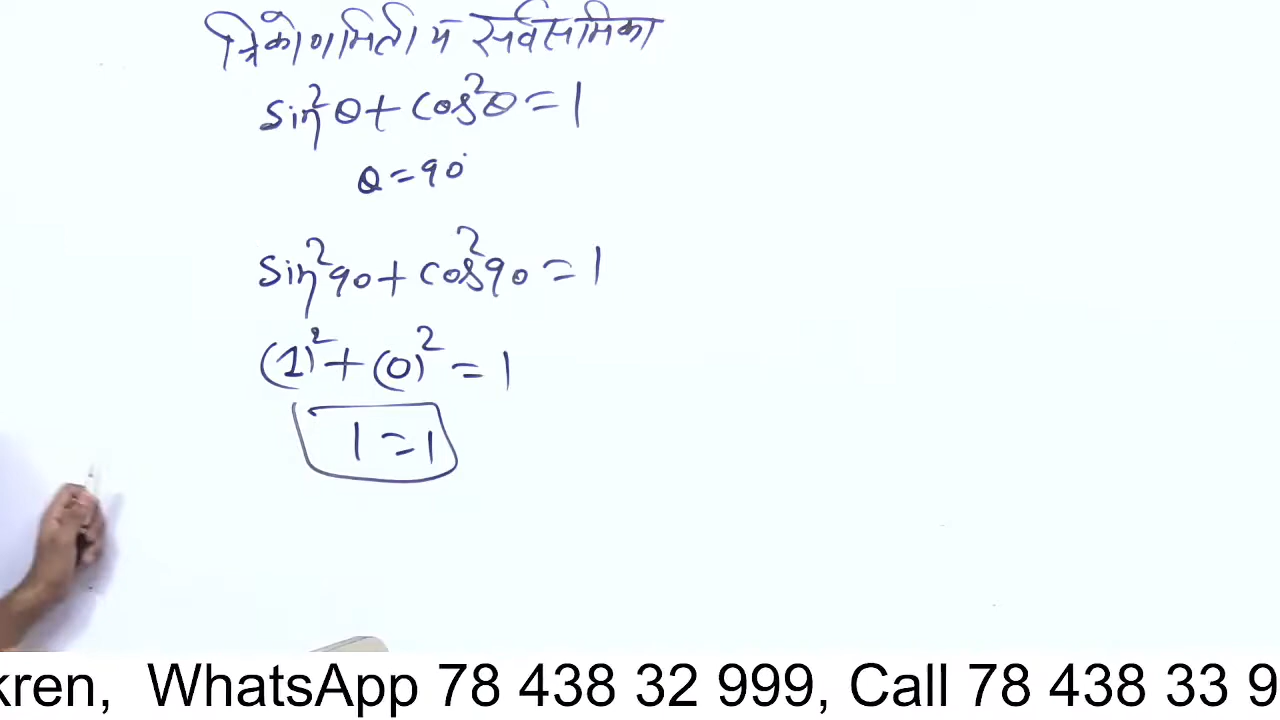 त्रिकोणमिती में सर्वसमिका
sin²θ + cos²θ = 1
θ = 90°
sin²90 + cos²90 = 1
(1)² + (0)² = 1
1 = 1
kren, WhatsApp 78 438 32 999, Call 78 438 33 9